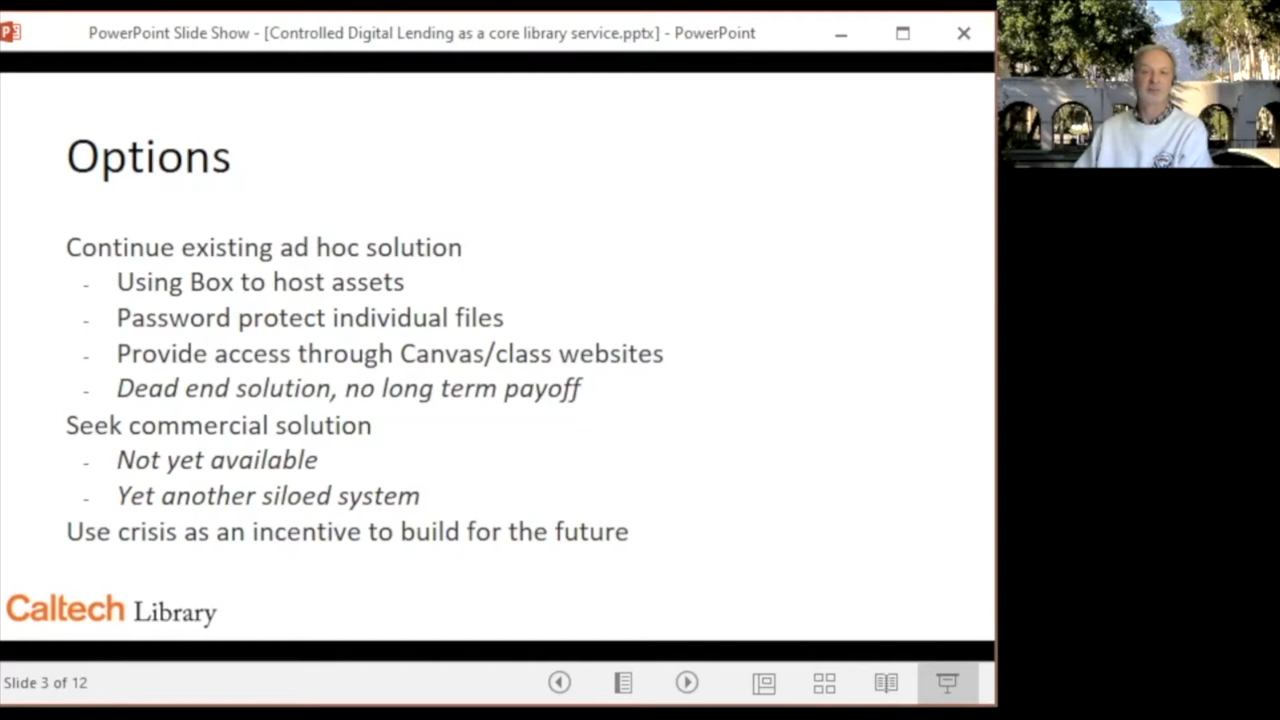 PowerPoint Slide Show - [Controlled Digital Lending as a core library service.pptx] - PowerPoint
Options
Continue existing ad hoc solution
- Using Box to host assets
- Password protect individual files
- Provide access through Canvas/class websites
- Dead end solution, no long term payoff
Seek commercial solution
- Not yet available
- Yet another siloed system
Use crisis as an incentive to build for the future
Caltech Library
Slide 3 of 12